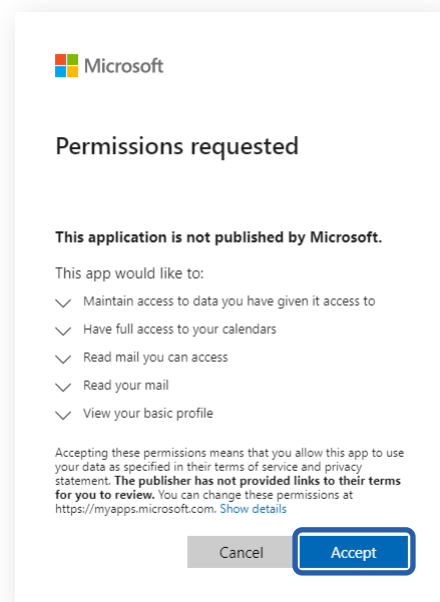 Microsoft
Permissions requested
This application is not published by Microsoft.
This app would like to:
Maintain access to data you have given it access to
Have full access to your calendars
Read mail you can access
Read your mail
View your basic profile
Accepting these permissions means that you allow this app to use
your data as specified in their terms of service and privacy
statement. The publisher has not provided links to their terms
for you to review. You can change these permissions at
https://myapps.microsoft.com. Show details
Cancel Accept